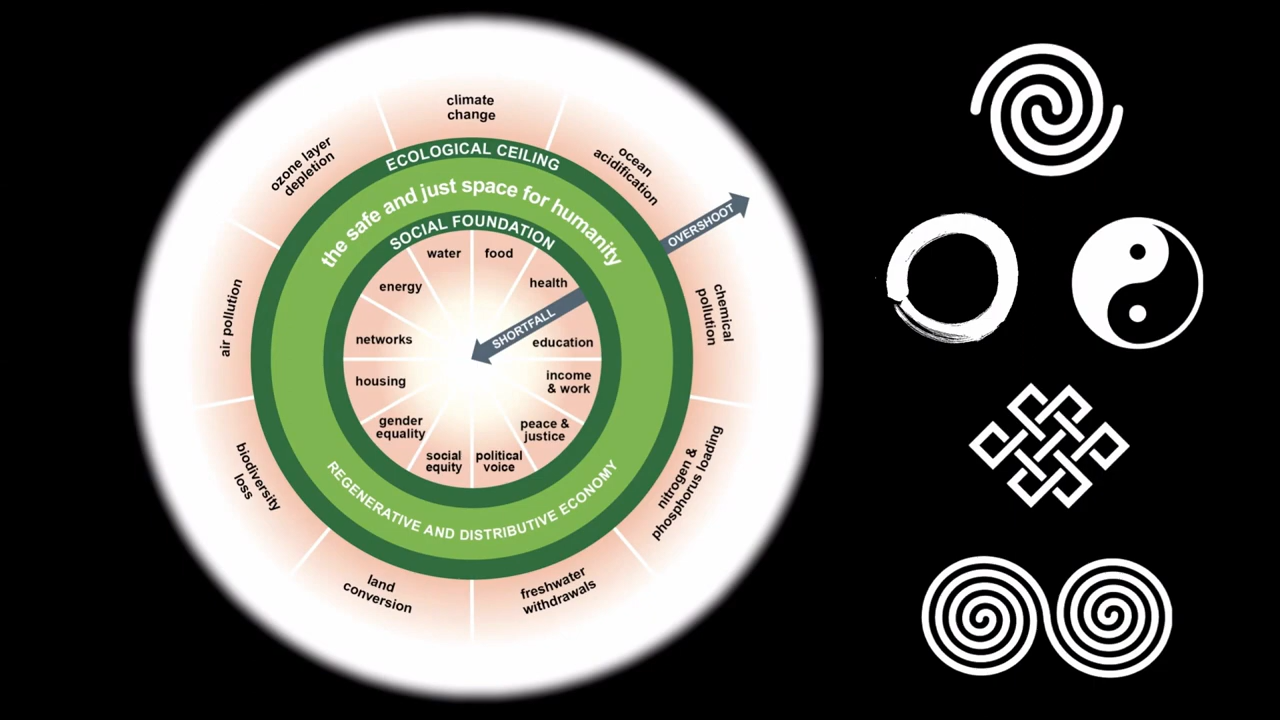 climate
change
ocean
acidification
chemical
pollution
nitrogen &
phosphorus loading
freshwater
withdrawals
land
conversion
biodiversity
loss
air pollution
ozone layer
depletion
ECOLOGICAL CEILING
the safe and just space for humanity
SOCIAL FOUNDATION
OVERSHOOT
water
food
health
SHORTFALL
education
income
& work
peace &
justice
political
voice
social
equity
gender
equality
housing
networks
energy
REGENERATIVE AND DISTRIBUTIVE ECONOMY